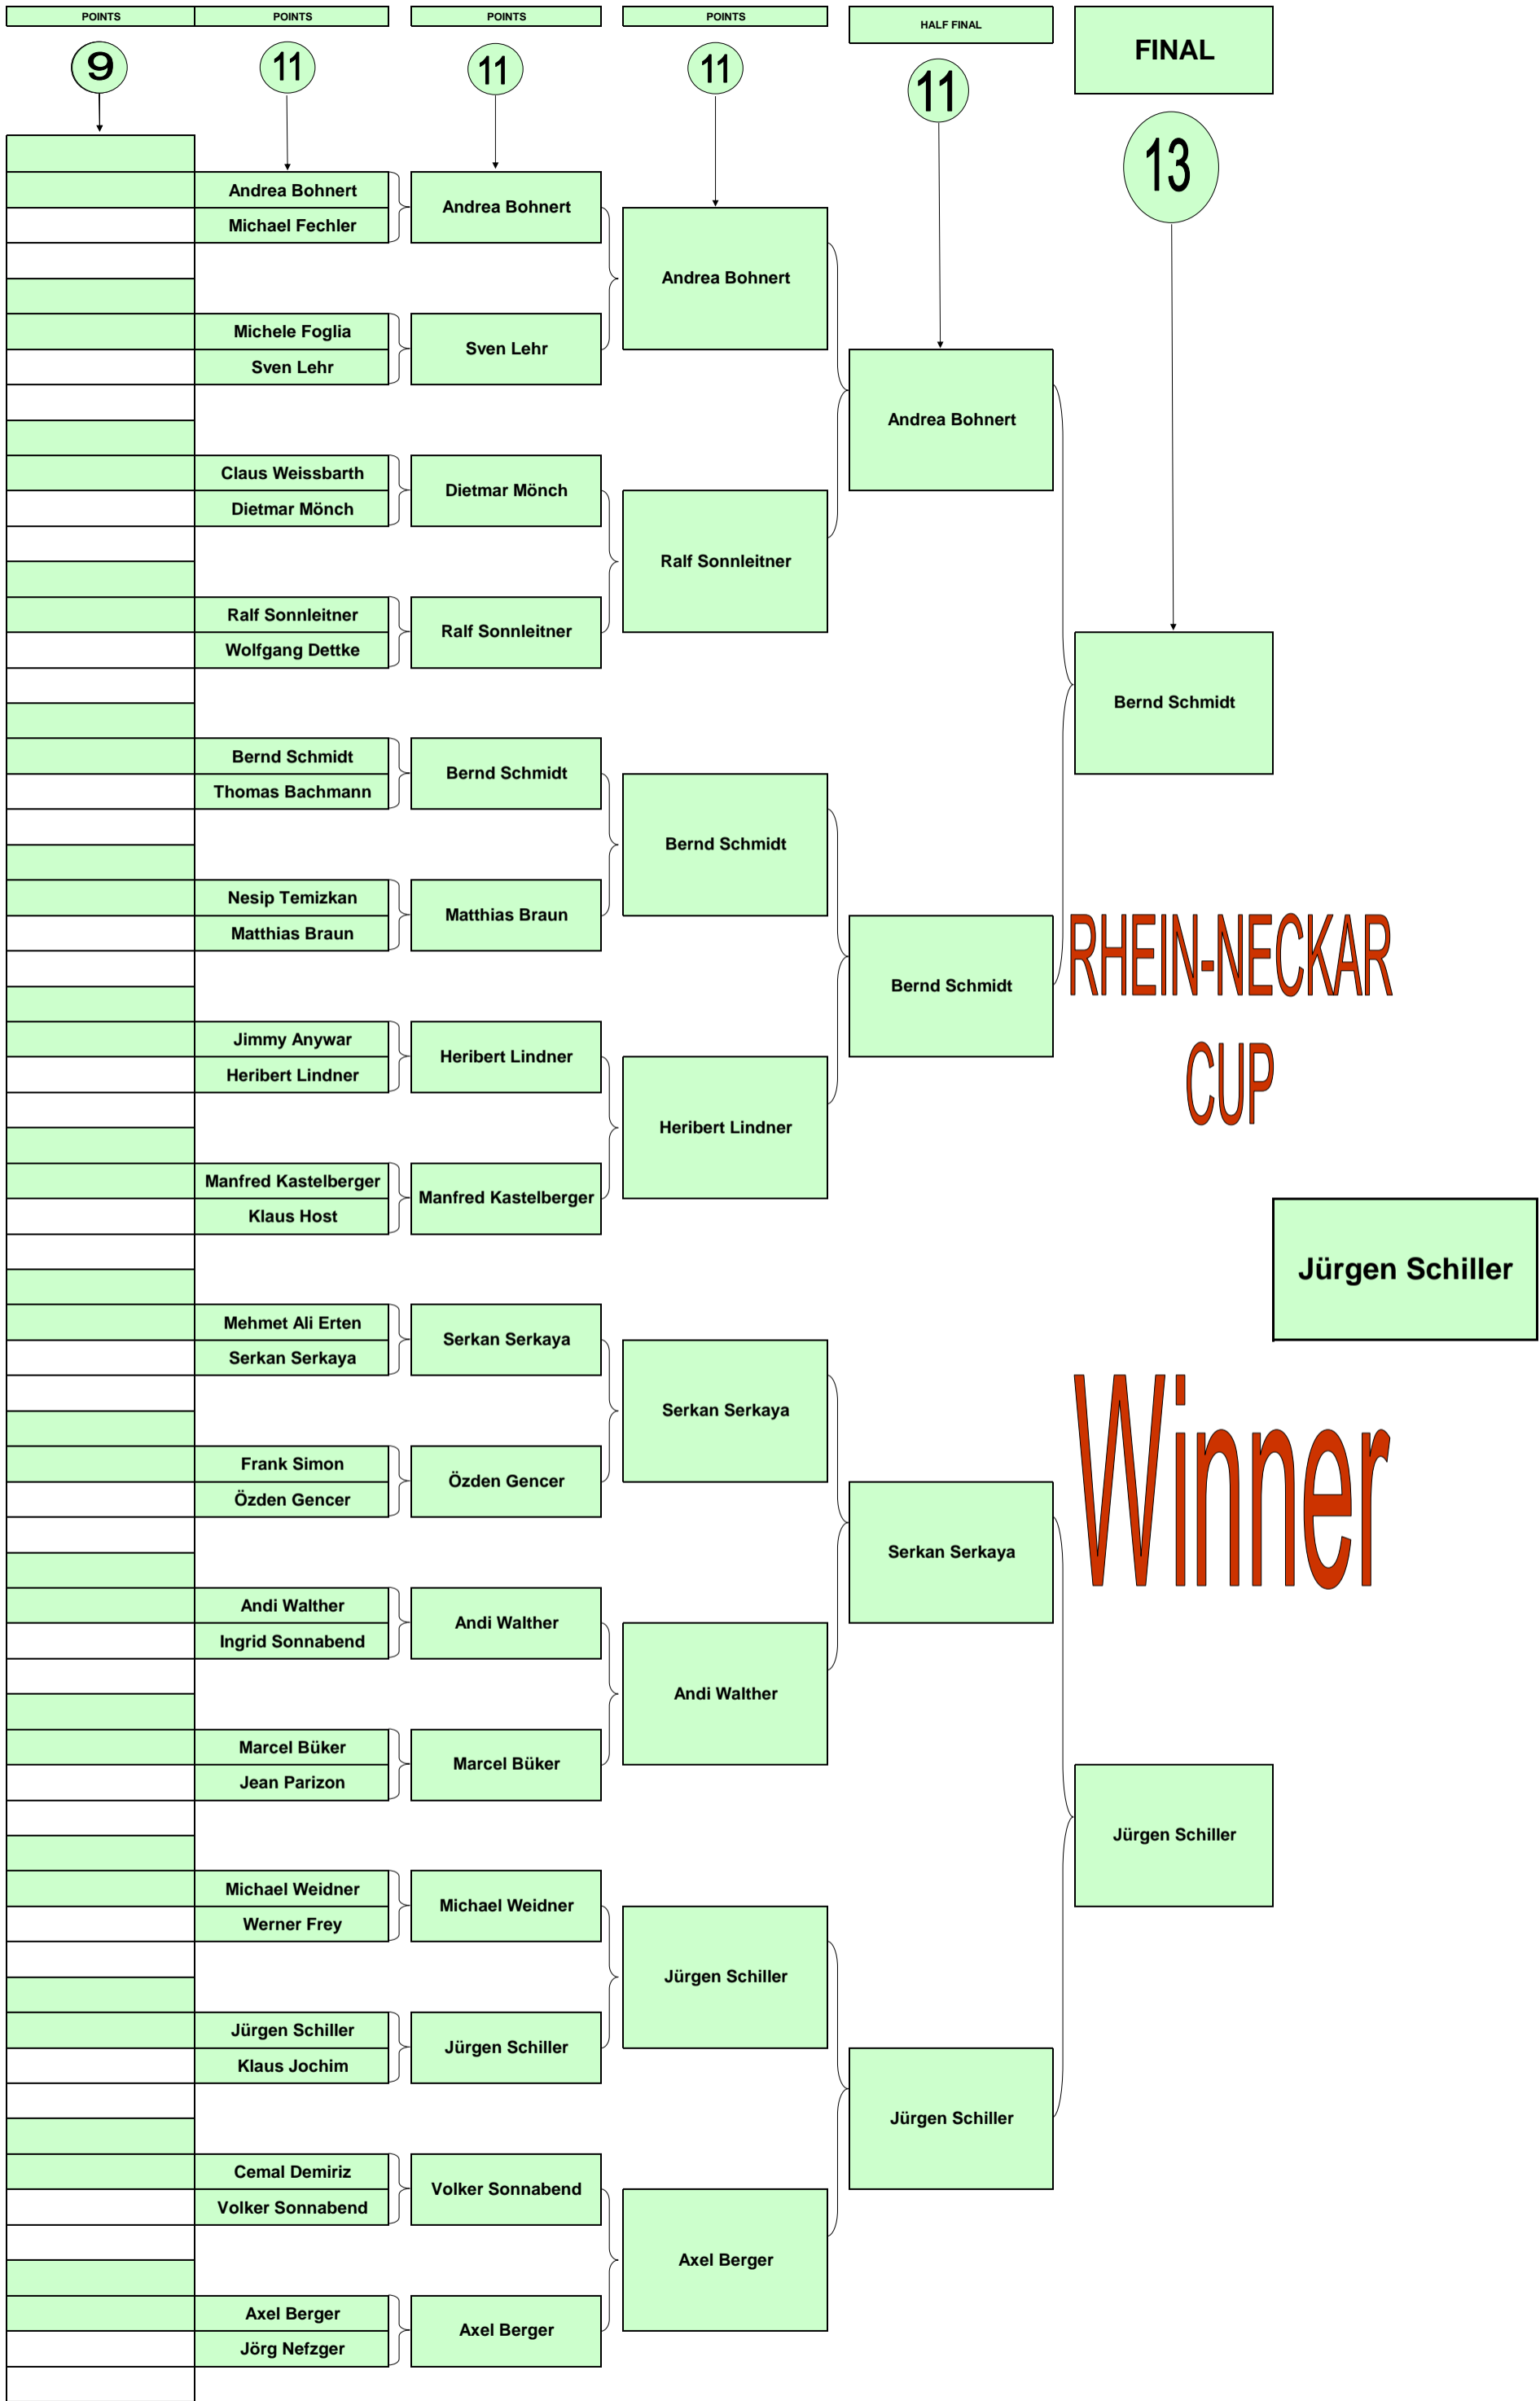 POINTS
POINTS
POINTS
POINTS
HALF FINAL
FINAL
9
11
11
11
11
13
Andrea Bohnert
Michael Fechler
Michele Foglia
Sven Lehr
Claus Weissbarth
Dietmar Mönch
Ralf Sonnleitner
Wolfgang Dettke
Bernd Schmidt
Thomas Bachmann
Nesip Temizkan
Matthias Braun
Jimmy Anywar
Heribert Lindner
Manfred Kastelberger
Klaus Host
Mehmet Ali Erten
Serkan Serkaya
Frank Simon
Özden Gencer
Andi Walther
Ingrid Sonnabend
Marcel Büker
Jean Parizon
Michael Weidner
Werner Frey
Jürgen Schiller
Klaus Jochim
Cemal Demiriz
Volker Sonnabend
Axel Berger
Jörg Nefzger
Andrea Bohnert
Sven Lehr
Dietmar Mönch
Ralf Sonnleitner
Bernd Schmidt
Matthias Braun
Heribert Lindner
Manfred Kastelberger
Serkan Serkaya
Özden Gencer
Andi Walther
Marcel Büker
Michael Weidner
Jürgen Schiller
Volker Sonnabend
Axel Berger
Andrea Bohnert
Ralf Sonnleitner
Bernd Schmidt
Heribert Lindner
Serkan Serkaya
Andi Walther
Jürgen Schiller
Axel Berger
Andrea Bohnert
Bernd Schmidt
Serkan Serkaya
Jürgen Schiller
Bernd Schmidt
Jürgen Schiller
RHEIN-NECKAR
CUP
Jürgen Schiller
Winner